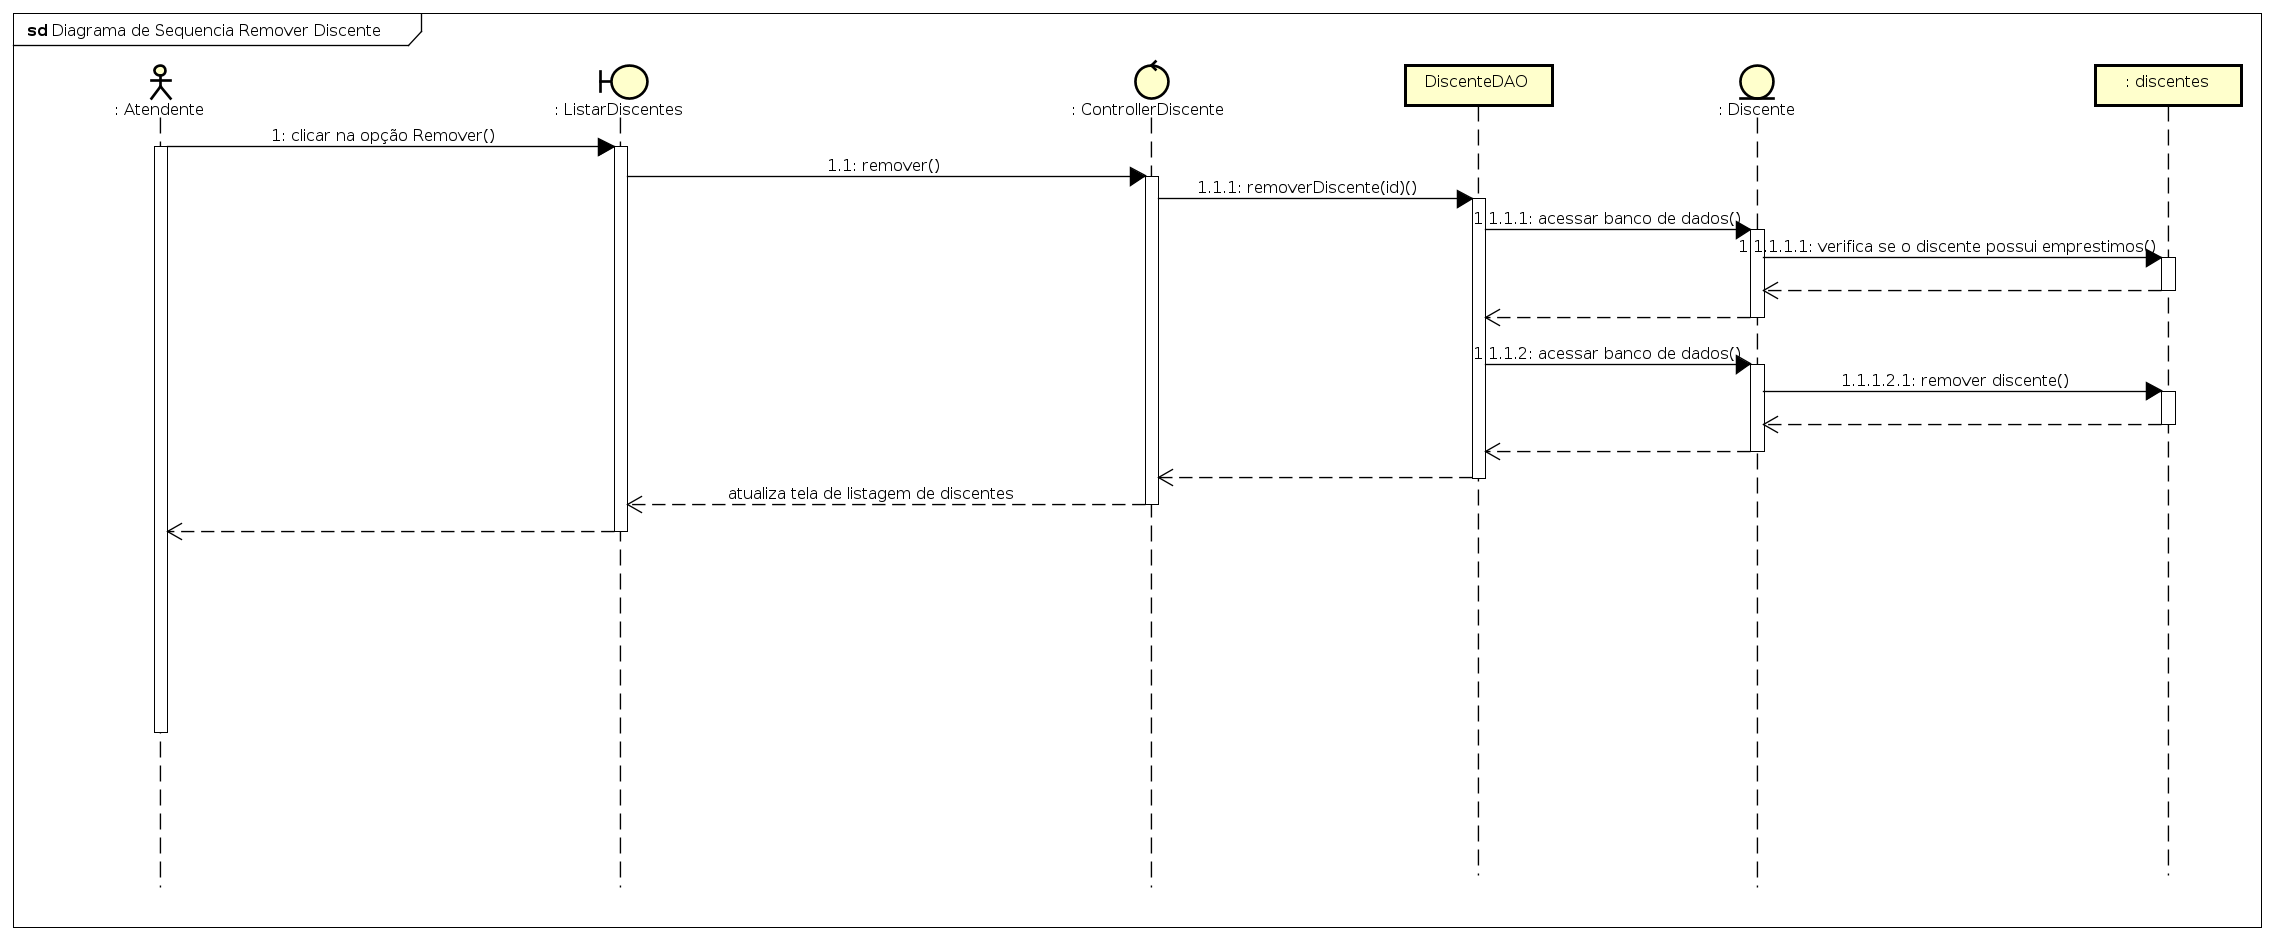 sd Diagrama de Sequencia Remover Discente
: Atendente
: ListarDiscentes
: ControllerDiscente
DiscenteDAO
: Discente
: discentes
1: clicar na opção Remover()
1.1: remover()
1.1.1: removerDiscente(id)()
1.1.1.1: acessar banco de dados()
1.1.1.1.1: verifica se o discente possui emprestimos()
1.1.1.2: acessar banco de dados()
1.1.1.2.1: remover discente()
atualiza tela de listagem de discentes